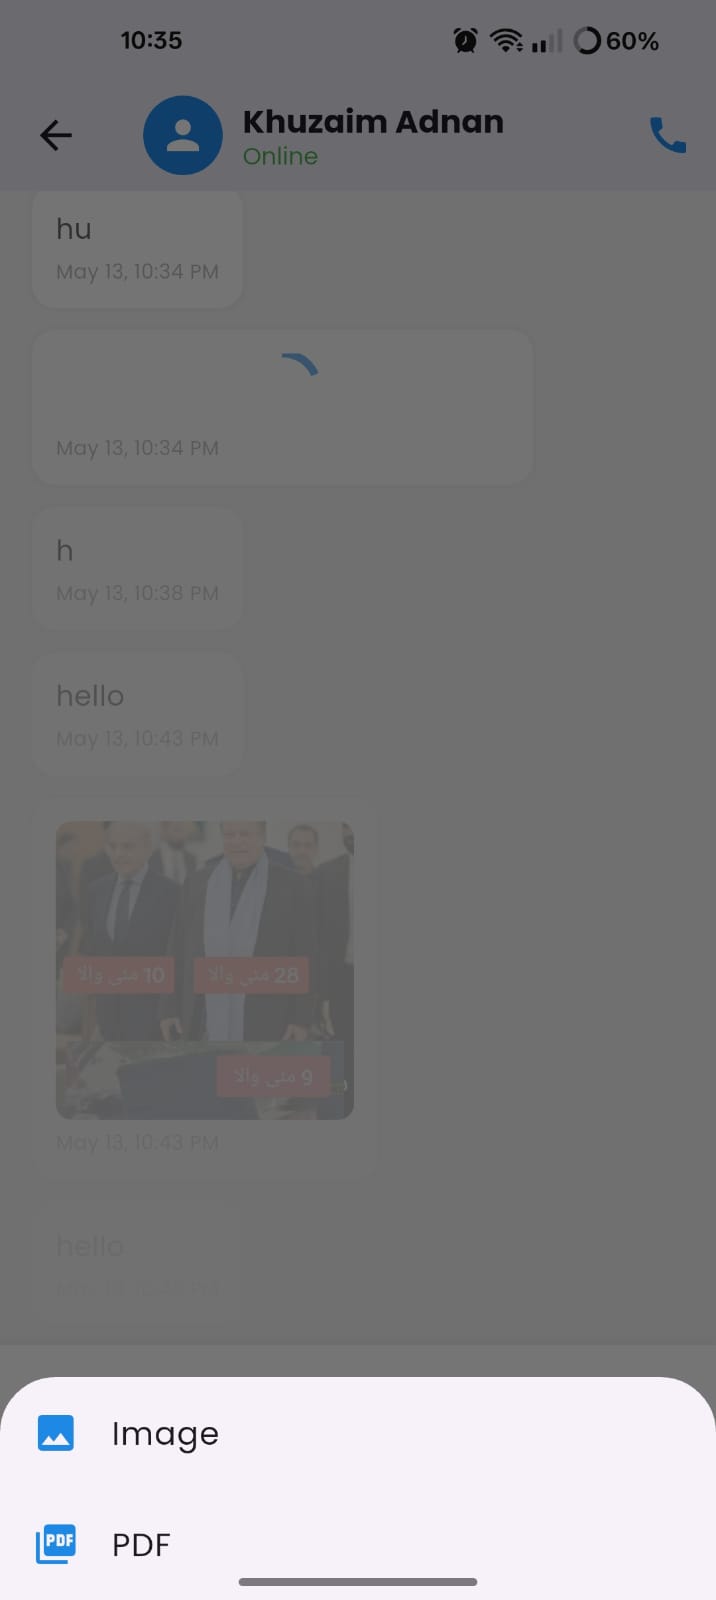 10:35
60%
Khuzaim Adnan
Online
hu
May 13, 10:34 PM
May 13, 10:34 PM
h
May 13, 10:38 PM
hello
May 13, 10:43 PM
10 مئی والا
28 مئی والا
9 مئی والا
May 13, 10:43 PM
hello
Image
PDF
PDF